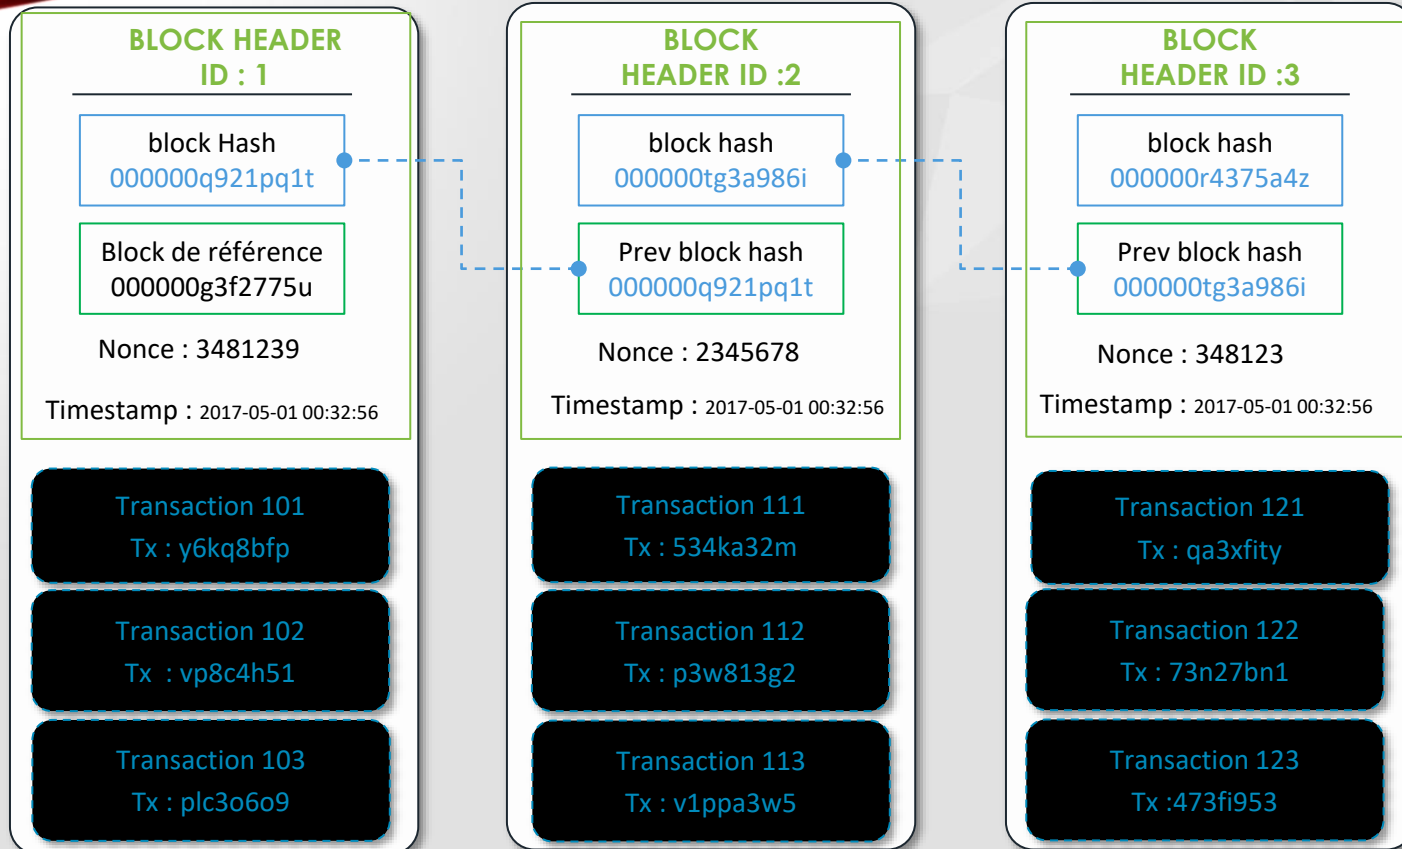 BLOCK HEADER
ID : 1
block Hash
000000q921pq1t
Block de référence
000000g3f2775u
Nonce : 3481239
Timestamp : 2017-05-01 00:32:56
Transaction 101
Tx : y6kq8bfp
Transaction 102
Tx : vp8c4h51
Transaction 103
Tx : plc3o6o9
BLOCK
HEADER ID :2
block hash
000000tg3a986i
Prev block hash
000000q921pq1t
Nonce : 2345678
Timestamp : 2017-05-01 00:32:56
Transaction 111
Tx : 534ka32m
Transaction 112
Tx : p3w813g2
Transaction 113
Tx : v1ppa3w5
BLOCK
HEADER ID :3
block hash
000000r4375a4z
Prev block hash
000000tg3a986i
Nonce : 348123
Timestamp : 2017-05-01 00:32:56
Transaction 121
Tx : qa3xfity
Transaction 122
Tx : 73n27bn1
Transaction 123
Tx :473fi953